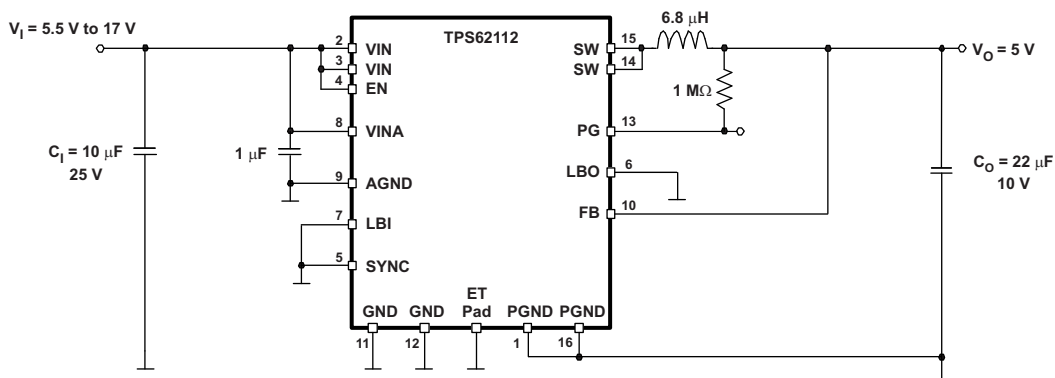 V_I = 5.5 V to 17 V
TPS62112
6.8 μH
2 VIN
3 VIN
4 EN
8 VINA
9 AGND
7 LBI
5 SYNC
15 SW
14 SW
13 PG
6 LBO
10 FB
V_O = 5 V
1 MΩ
C_I = 10 μF
25 V
1 μF
C_O = 22 μF
10 V
GND GND ET Pad PGND PGND
11 12 1 16